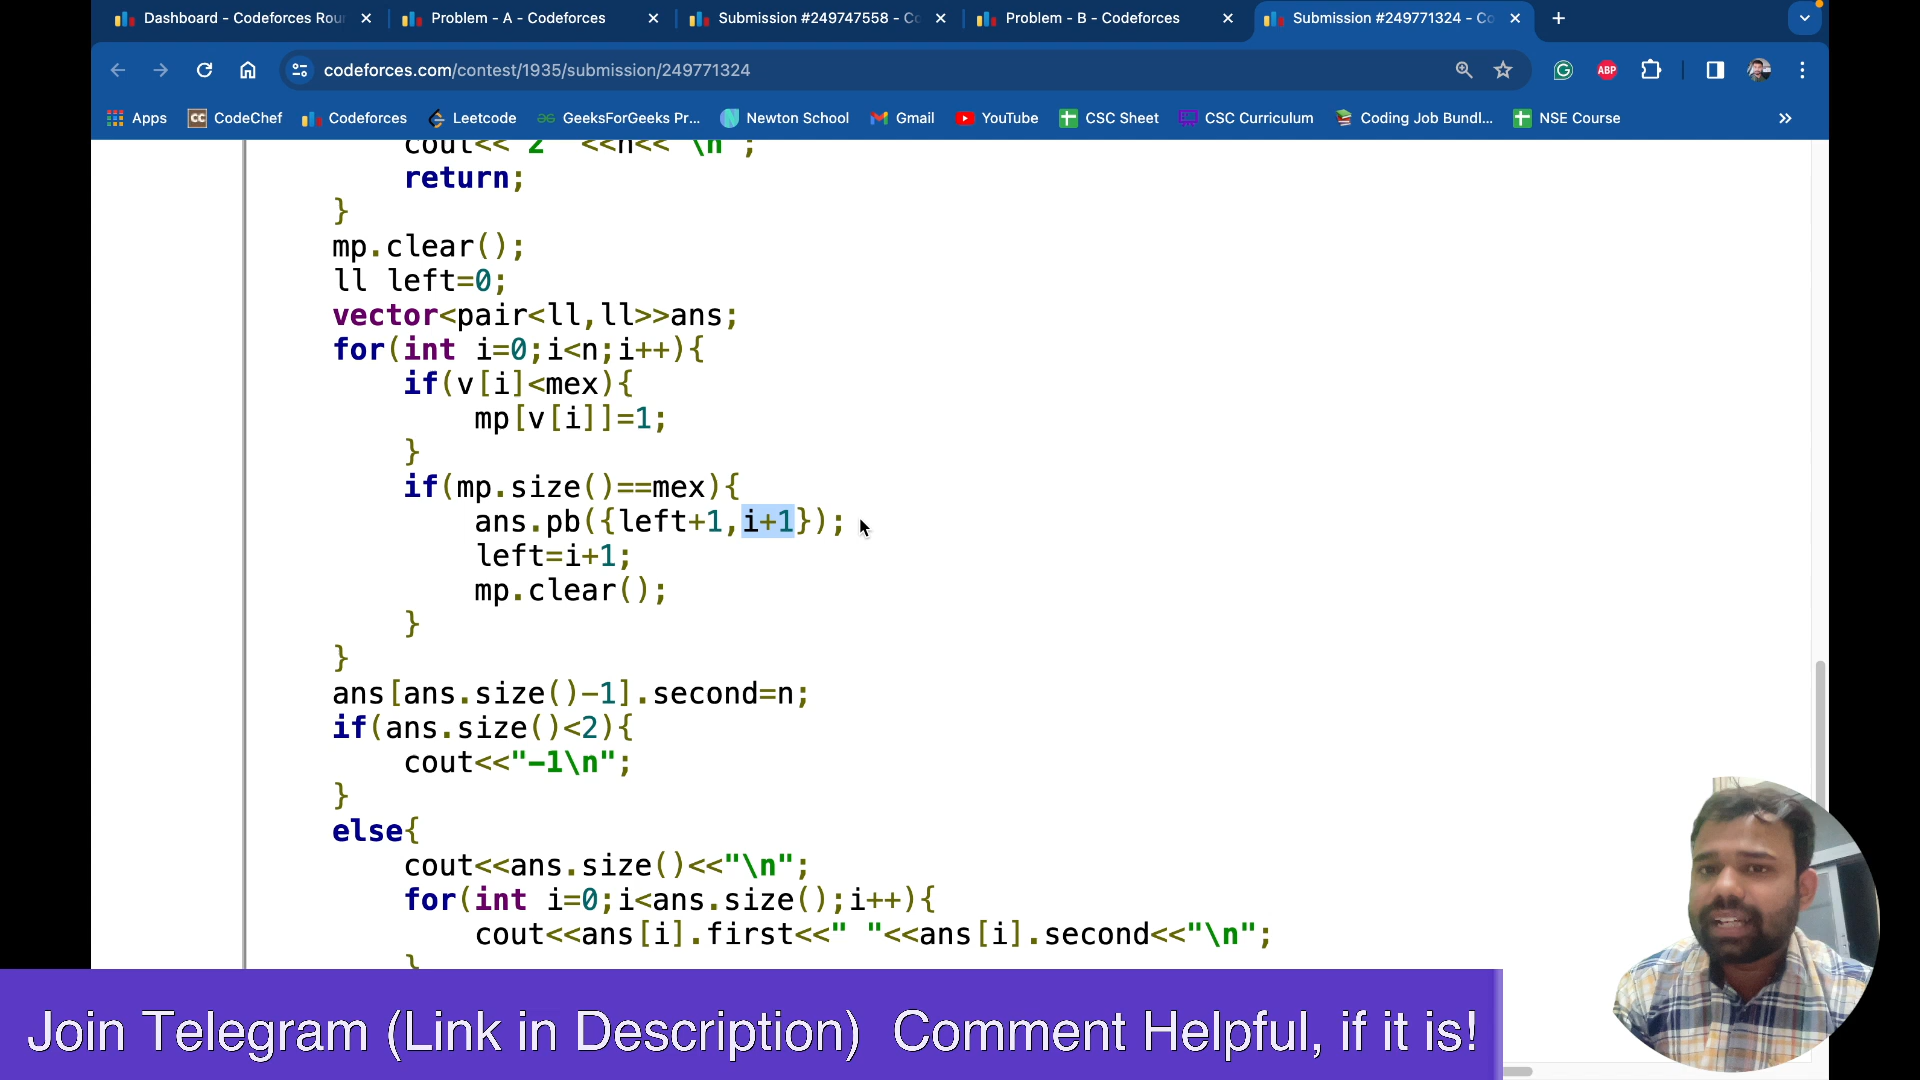 Dashboard - Codeforces Rour
Problem - A - Codeforces
Submission #249747558 - Co
Problem - B - Codeforces
Submission #249771324 - Co
codeforces.com/contest/1935/submission/249771324
ABP
Apps
CC CodeChef
Codeforces
Leetcode
GeeksForGeeks Pr...
Newton School
Gmail
YouTube
CSC Sheet
CSC Curriculum
Coding Job Bundl...
NSE Course
cout<<"2 "<<n<<"\n";
return;
}
mp.clear();
ll left=0;
vector<pair<ll,ll>>ans;
for(int i=0;i<n;i++){
if(v[i]<mex){
mp[v[i]]=1;
}
if(mp.size()==mex){
ans.pb({left+1,i+1});
left=i+1;
mp.clear();
}
}
ans[ans.size()-1].second=n;
if(ans.size()<2){
cout<<"-1\n";
}
else{
cout<<ans.size()<<"\n";
for(int i=0;i<ans.size();i++){
cout<<ans[i].first<<" "<<ans[i].second<<"\n";
}
Join Telegram (Link in Description) Comment Helpful, if it is!